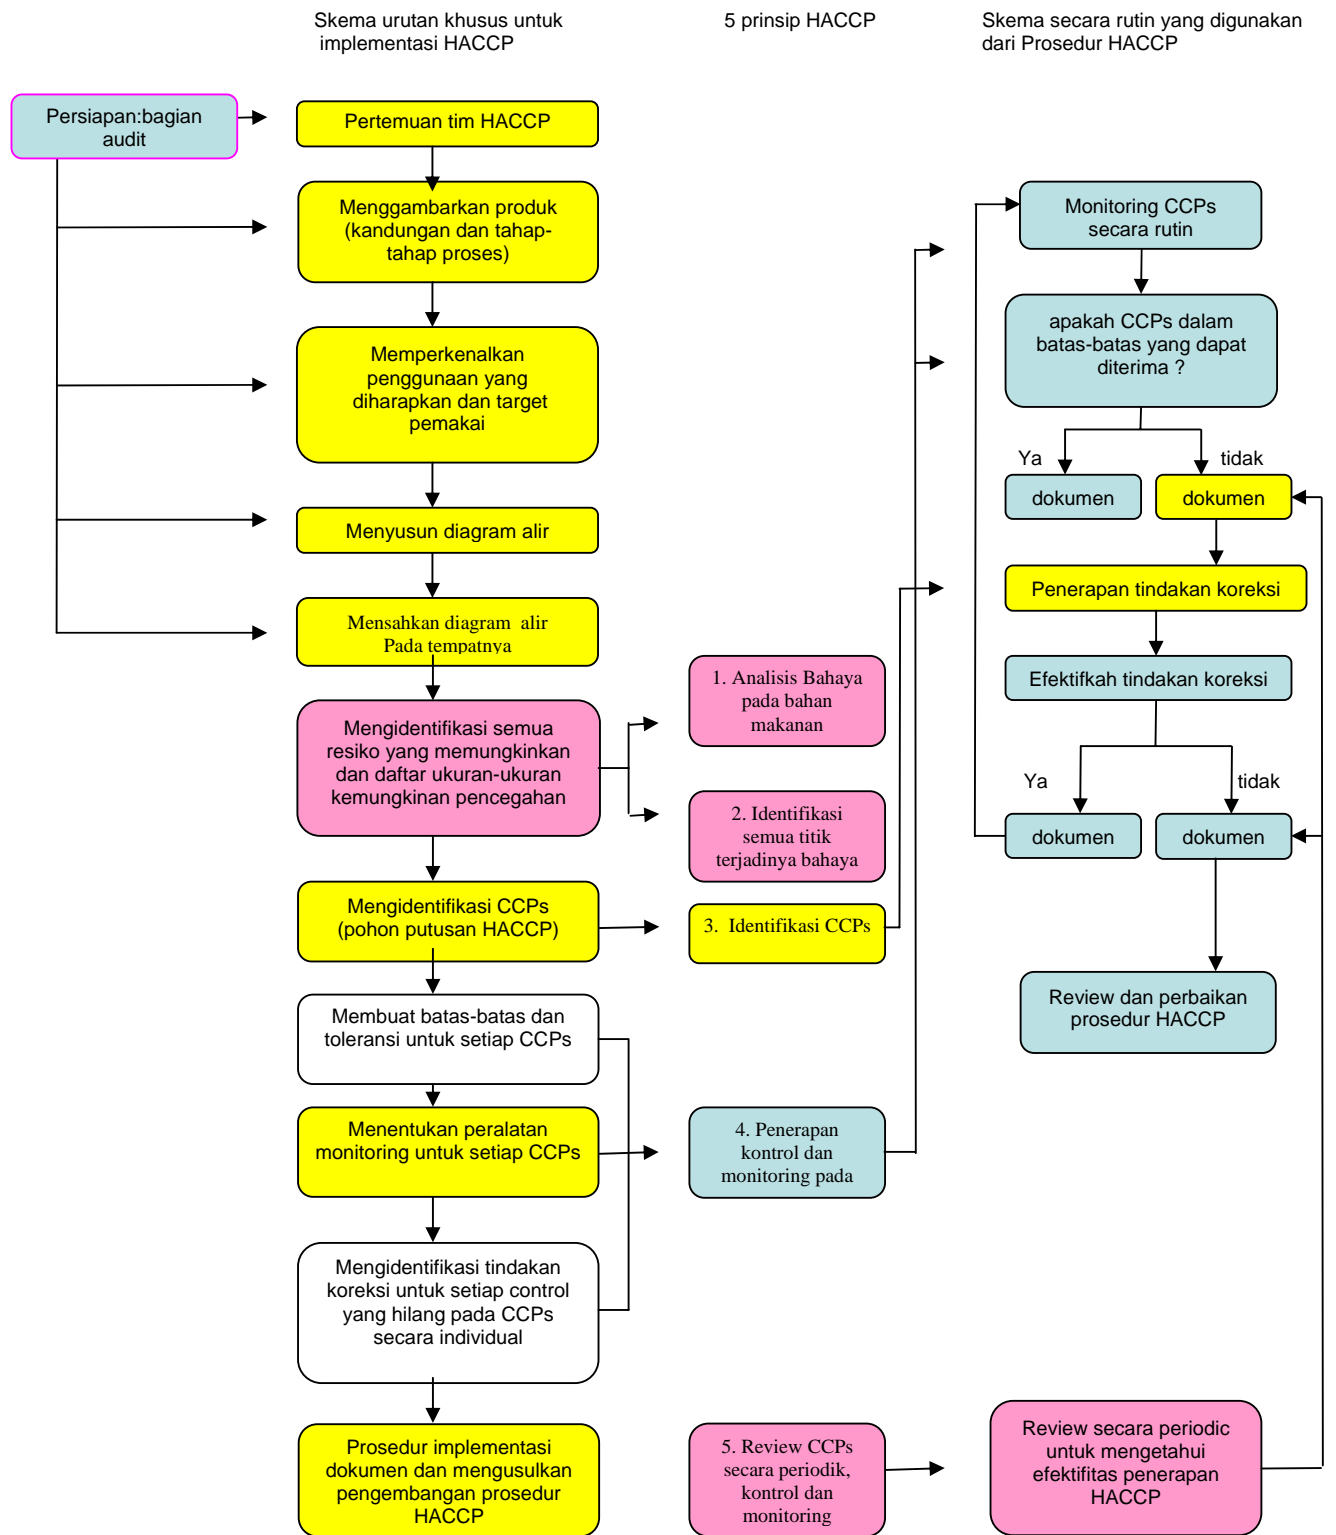 Skema urutan khusus untuk
implementasi HACCP
5 prinsip HACCP
Skema secara rutin yang digunakan
dari Prosedur HACCP
Persiapan:bagian
audit
Pertemuan tim HACCP
Menggambarkan produk
(kandungan dan tahap-
tahap proses)
Memperkenalkan
penggunaan yang
diharapkan dan target
pemakai
Menyusun diagram alir
Mensahkan diagram alir
Pada tempatnya
Mengidentifikasi semua
resiko yang memungkinkan
dan daftar ukuran-ukuran
kemungkinan pencegahan
Mengidentifikasi CCPs
(pohon putusan HACCP)
Membuat batas-batas dan
toleransi untuk setiap CCPs
Menentukan peralatan
monitoring untuk setiap CCPs
Mengidentifikasi tindakan
koreksi untuk setiap control
yang hilang pada CCPs
secara individual
Prosedur implementasi
dokumen dan mengusulkan
pengembangan prosedur
HACCP
1. Analisis Bahaya
pada bahan
makanan
2. Identifikasi
semua titik
terjadinya bahaya
3. Identifikasi CCPs
4. Penerapan
kontrol dan
monitoring pada
5. Review CCPs
secara periodik,
kontrol dan
monitoring
Monitoring CCPs
secara rutin
apakah CCPs dalam
batas-batas yang dapat
diterima ?
Ya
tidak
dokumen
dokumen
Penerapan tindakan koreksi
Efektifkah tindakan koreksi
Ya
tidak
dokumen
dokumen
Review dan perbaikan
prosedur HACCP
Review secara periodic
untuk mengetahui
efektifitas penerapan
HACCP